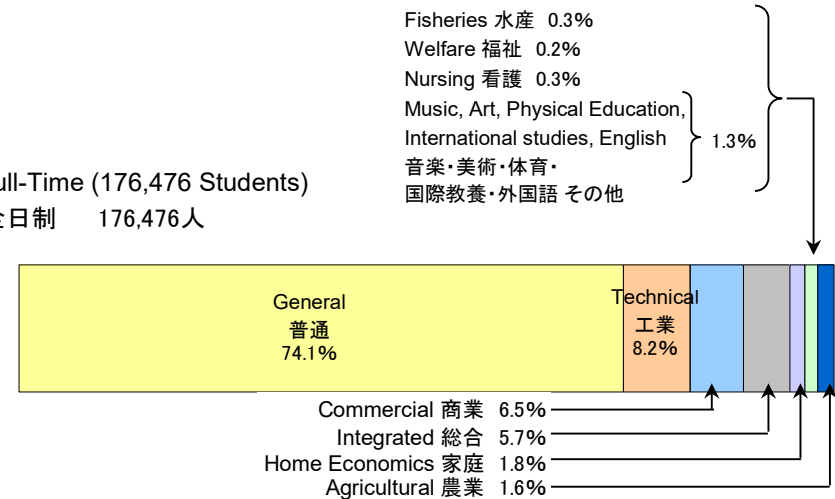 Fisheries 水産 0.3%
Welfare 福祉 0.2%
Nursing 看護 0.3%
Music, Art, Physical Education,
International studies, English 1.3%
音楽・美術・体育・
国際教養・外国語 その他
ull-Time (176,476 Students)
全日制 176,476人
General
普通
74.1%
Technical
工業
8.2%
Commercial 商業 6.5%
Integrated 総合 5.7%
Home Economics 家庭 1.8%
Agricultural 農業 1.6%